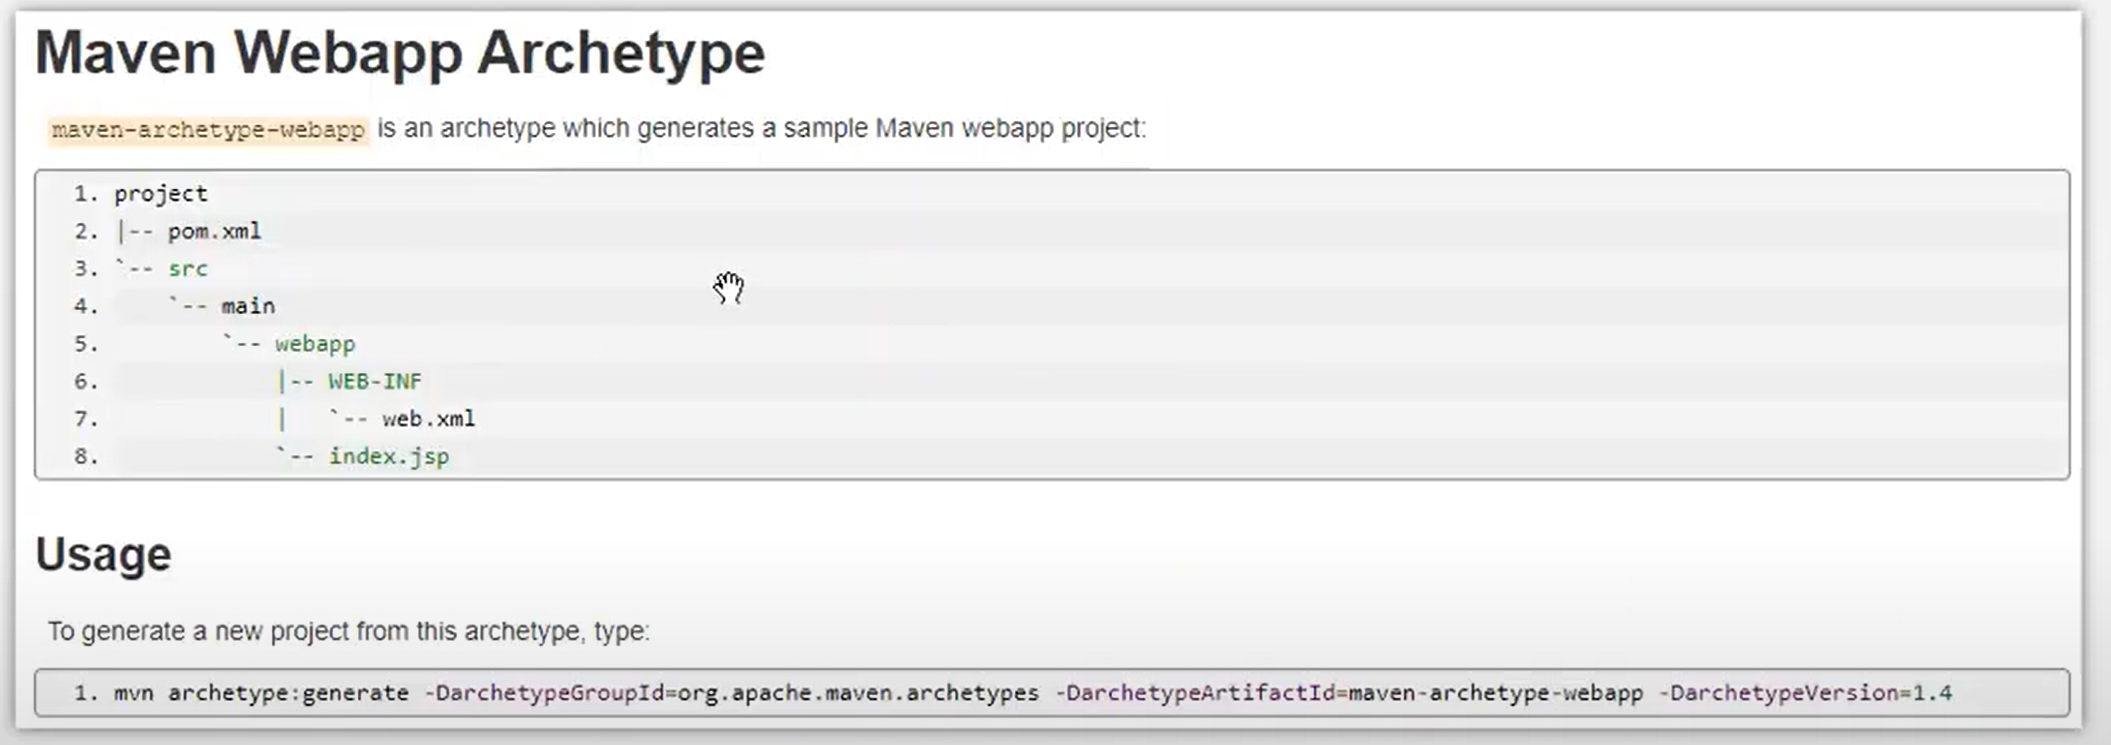 Maven Webapp Archetype
maven-archetype-webapp is an archetype which generates a sample Maven webapp project:
1. project
2. |-- pom.xml
3. `-- src
4.     `-- main
5.         `-- webapp
6.             |-- WEB-INF
7.             |   `-- web.xml
8.             `-- index.jsp
Usage
To generate a new project from this archetype, type:
1. mvn archetype:generate -DarchetypeGroupId=org.apache.maven.archetypes -DarchetypeArtifactId=maven-archetype-webapp -DarchetypeVersion=1.4